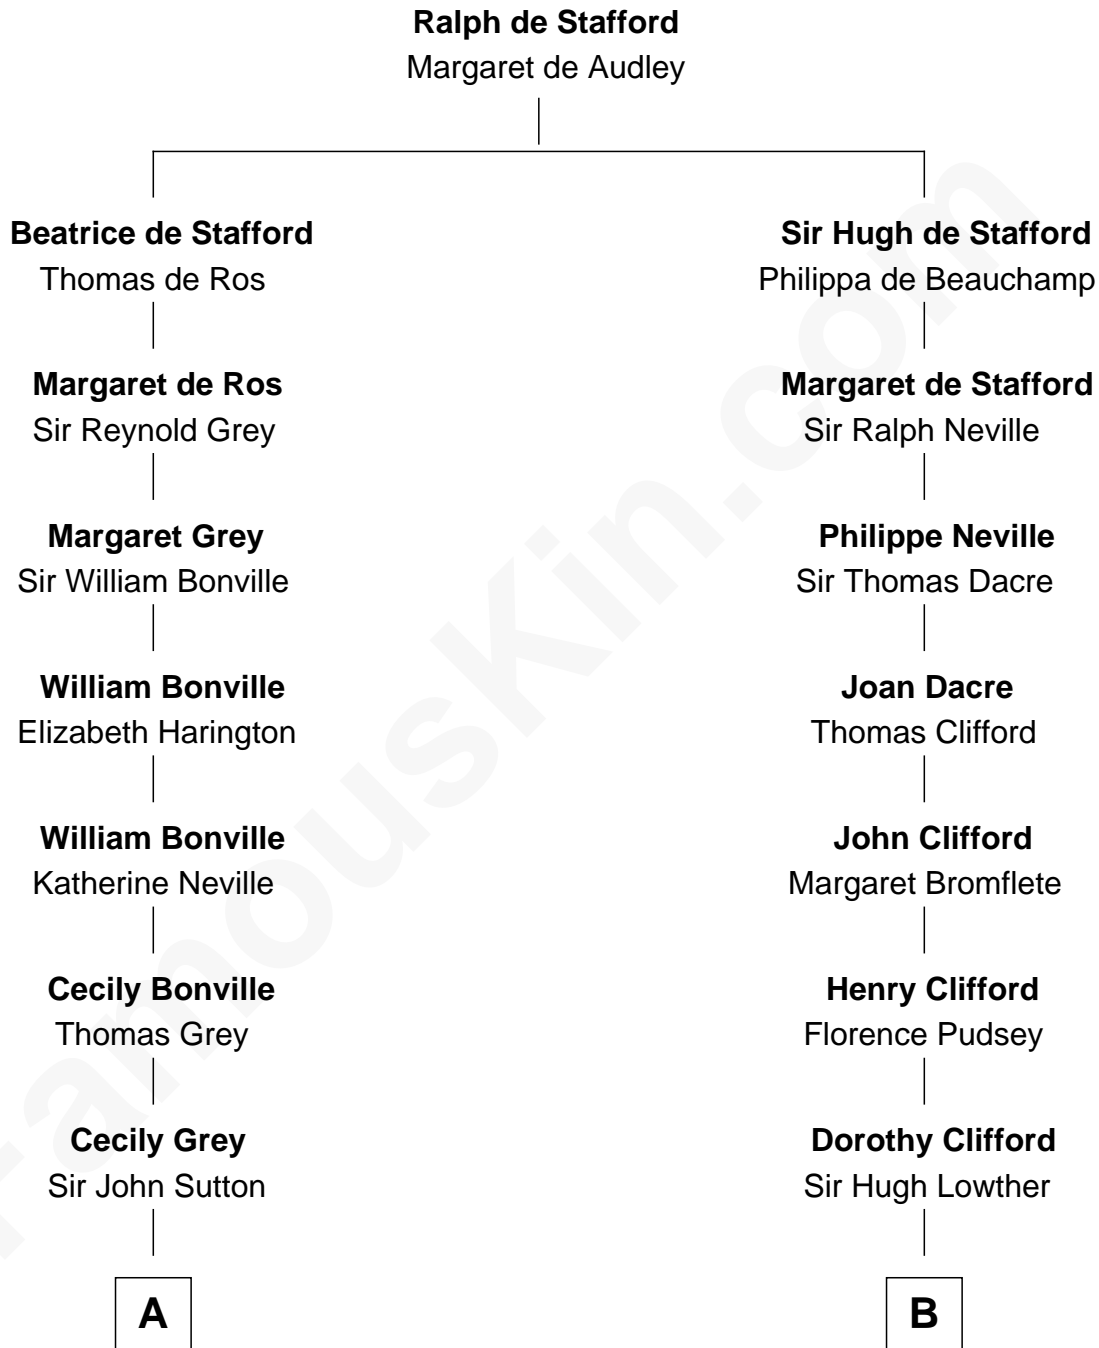 Ralph de Stafford
Margaret de Audley
Beatrice de Stafford
Thomas de Ros
Sir Hugh de Stafford
Philippa de Beauchamp
Margaret de Ros
Sir Reynold Grey
Margaret de Stafford
Sir Ralph Neville
Margaret Grey
Sir William Bonville
Philippe Neville
Sir Thomas Dacre
William Bonville
Elizabeth Harington
Joan Dacre
Thomas Clifford
William Bonville
Katherine Neville
John Clifford
Margaret Bromflete
Cecily Bonville
Thomas Grey
Henry Clifford
Florence Pudsey
Cecily Grey
Sir John Sutton
Dorothy Clifford
Sir Hugh Lowther
A
B
FamousKin.com